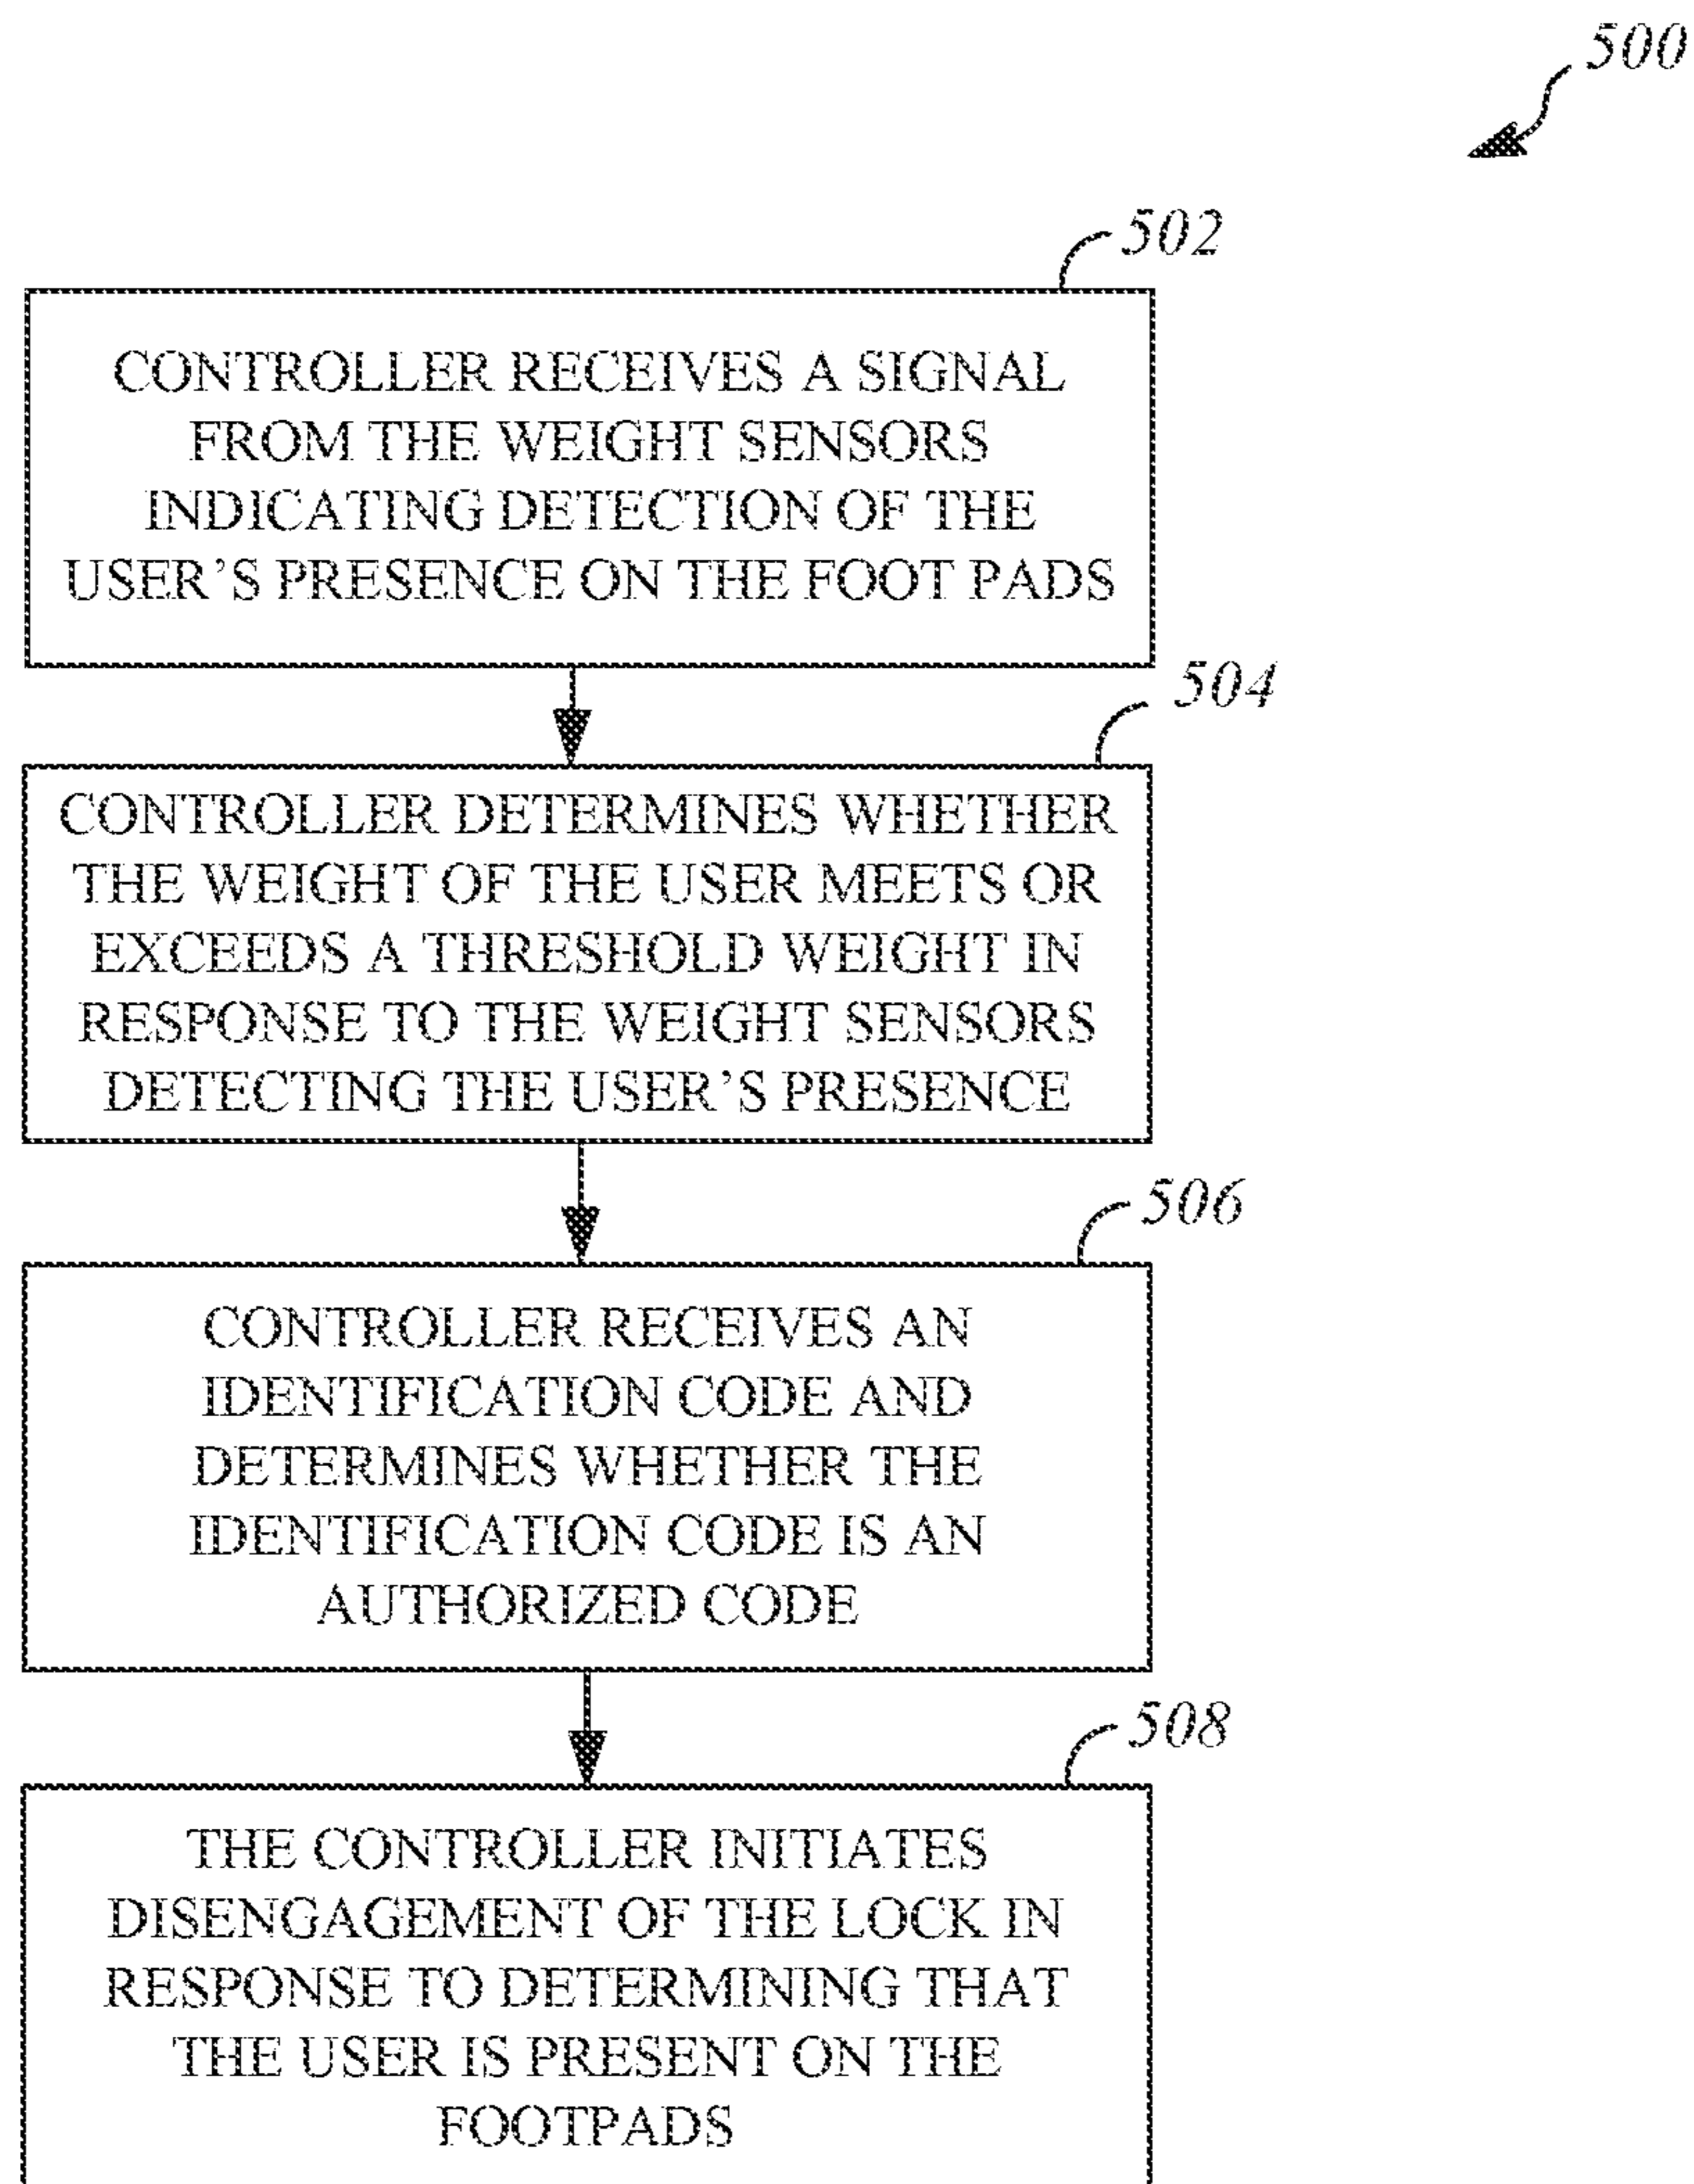 500
502
CONTROLLER RECEIVES A SIGNAL
FROM THE WEIGHT SENSORS
INDICATING DETECTION OF THE
USER’S PRESENCE ON THE FOOT PADS
504
CONTROLLER DETERMINES WHETHER
THE WEIGHT OF THE USER MEETS OR
EXCEEDS A THRESHOLD WEIGHT IN
RESPONSE TO THE WEIGHT SENSORS
DETECTING THE USER’S PRESENCE
506
CONTROLLER RECEIVES AN
IDENTIFICATION CODE AND
DETERMINES WHETHER THE
IDENTIFICATION CODE IS AN
AUTHORIZED CODE
508
THE CONTROLLER INITIATES
DISENGAGEMENT OF THE LOCK IN
RESPONSE TO DETERMINING THAT
THE USER IS PRESENT ON THE
FOOTPADS